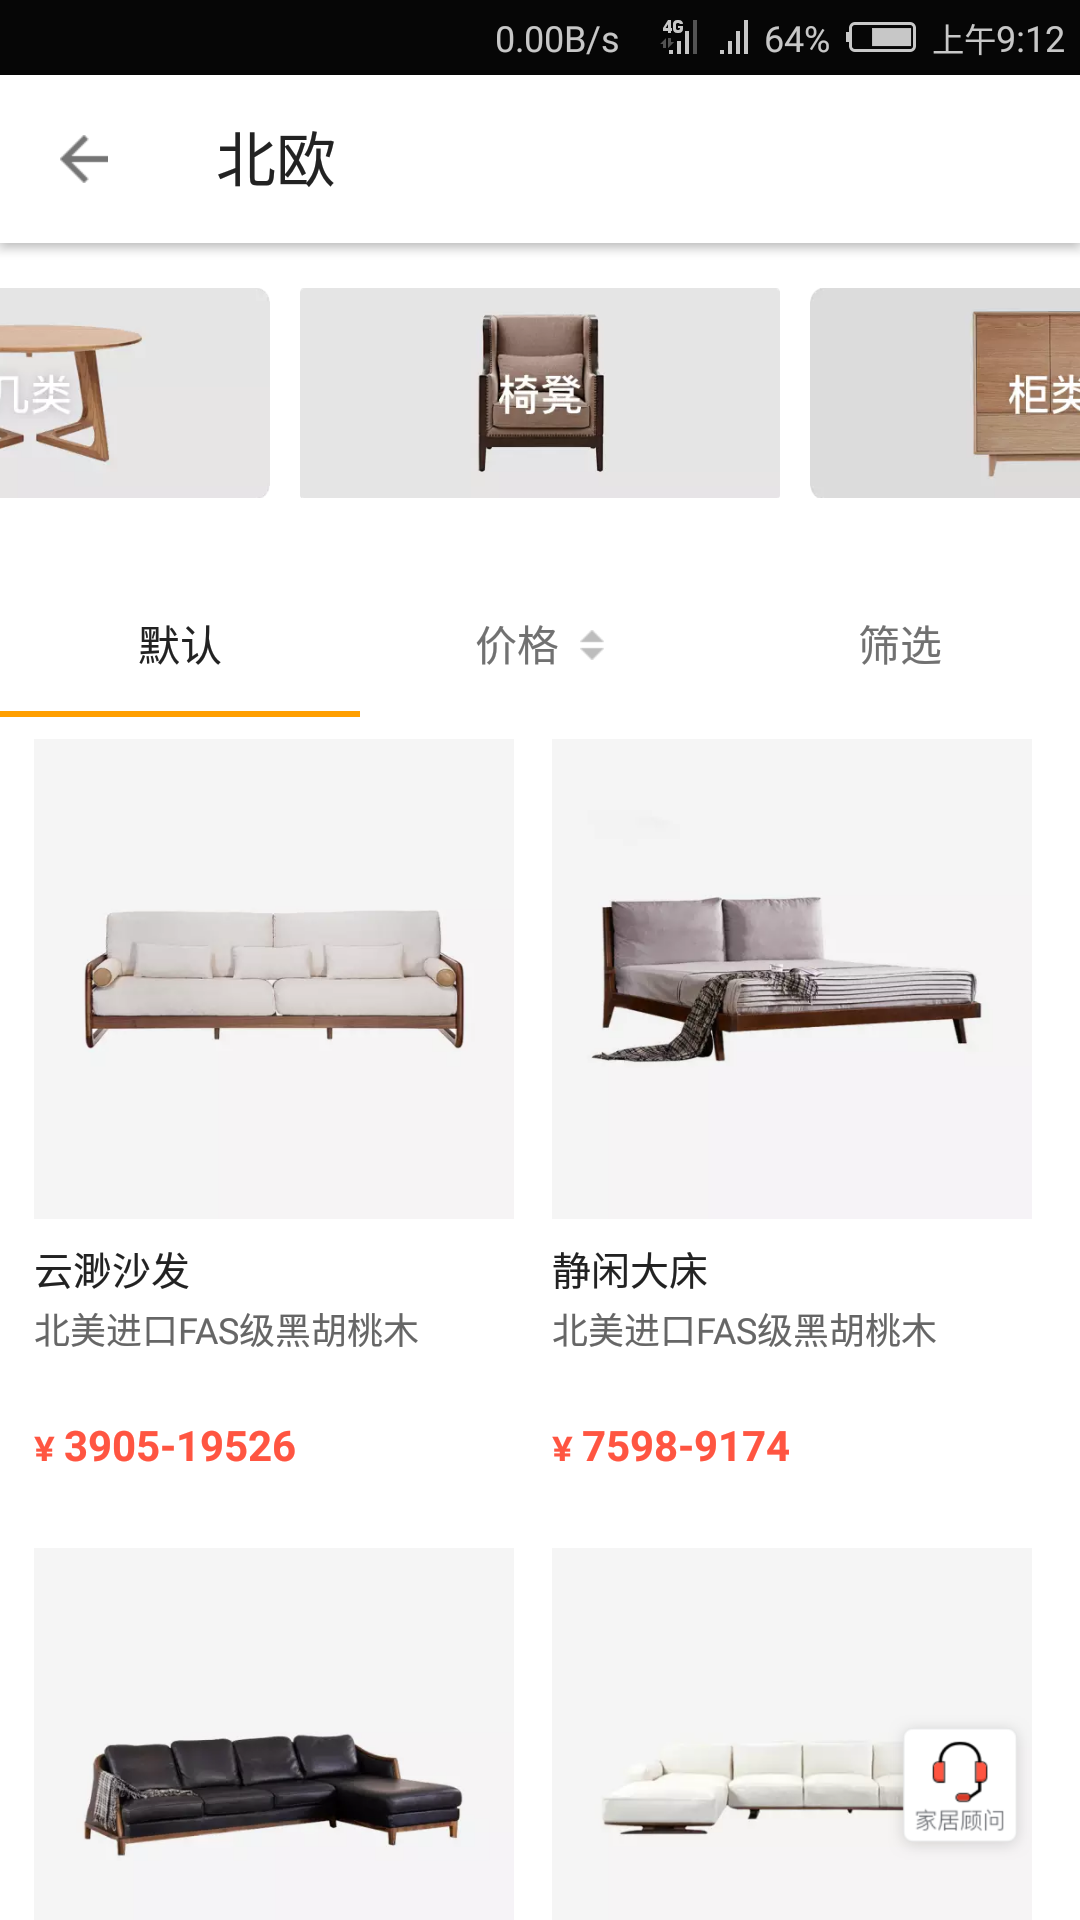 0.00B/s 4G 64% 上午9:12
北欧
几类 椅凳 柜类
默认 价格 筛选
云渺沙发 静闲大床
北美进口FAS级黑胡桃木 北美进口FAS级黑胡桃木
¥ 3905-19526 ¥ 7598-9174
家居顾问